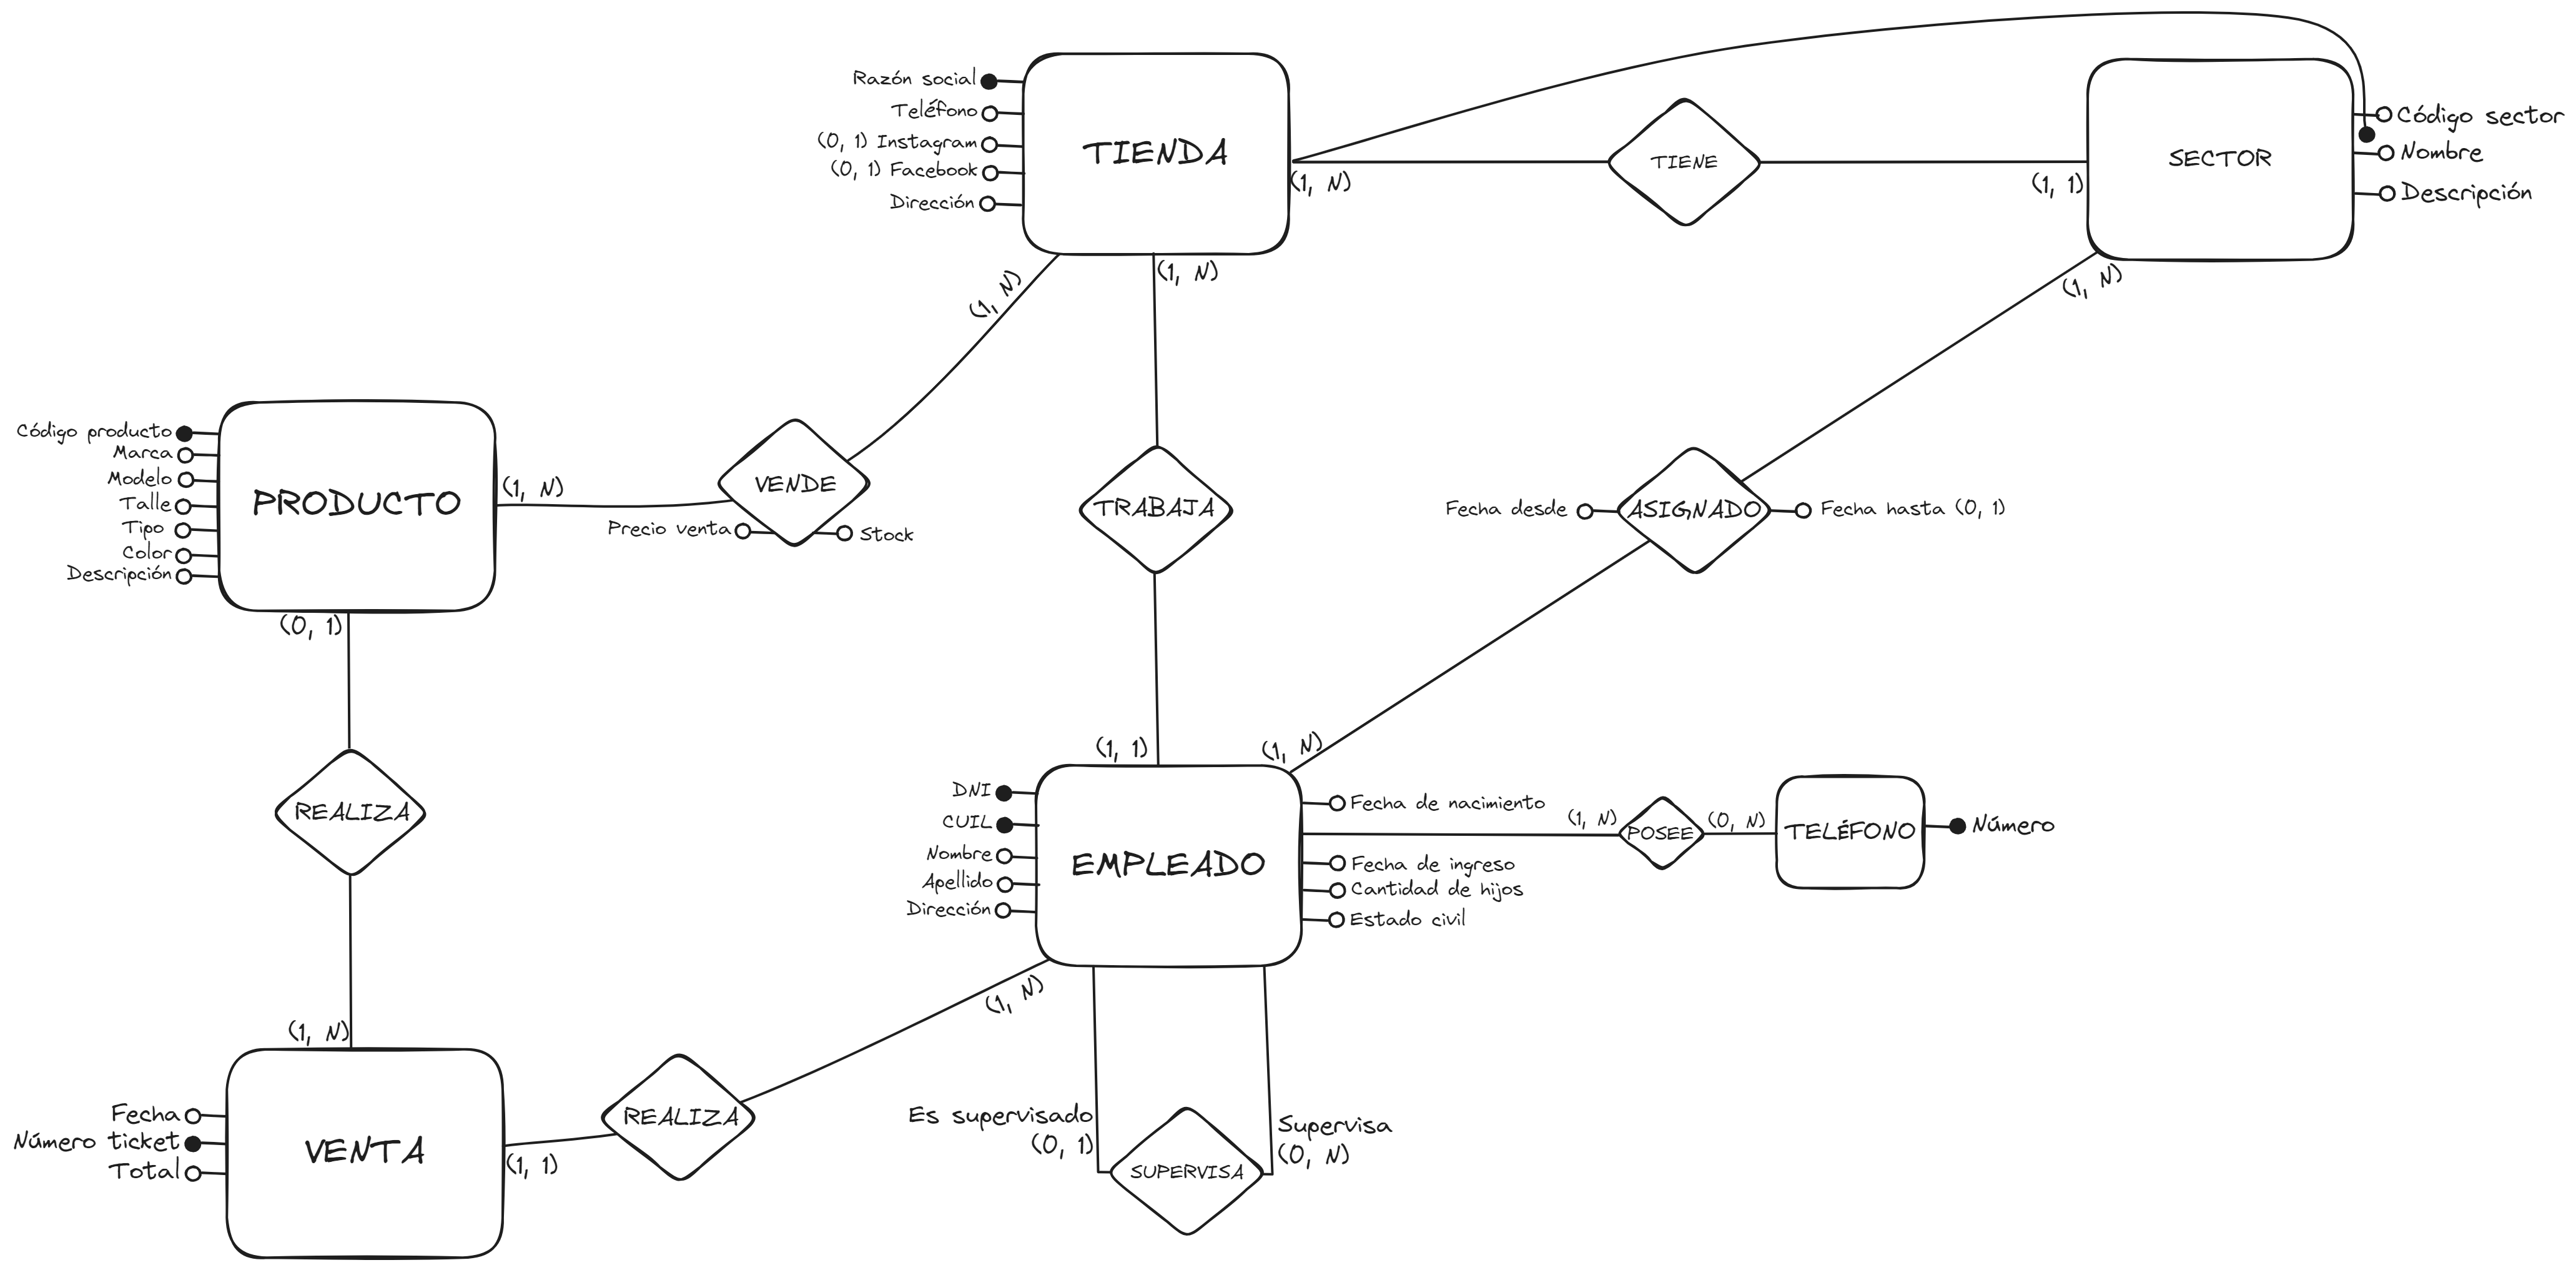 Razón social
Teléfono
(0, 1) Instagram
(0, 1) Facebook
Dirección
TIENDA
(1, N)
TIENE
(1, 1)
SECTOR
Código sector
Nombre
Descripción
(1, N)
(1, N)
(1, N)
Código producto
Marca
Modelo
Talle
Tipo
Color
Descripción
PRODUCTO
(1, N)
VENDE
Precio venta
Stock
TRABAJA
Fecha desde
ASIGNADO
Fecha hasta (0, 1)
(0, 1)
REALIZA
(1, N)
(1, 1)
(1, N)
DNI
CUIL
Nombre
Apellido
Dirección
EMPLEADO
Fecha de nacimiento
(1, N)
POSEE
(0, N)
TELÉFONO
Número
Fecha de ingreso
Cantidad de hijos
Estado civil
(1, N)
Fecha
Número ticket
Total
VENTA
(1, 1)
REALIZA
Es supervisado
(0, 1)
SUPERVISA
Supervisa
(0, N)